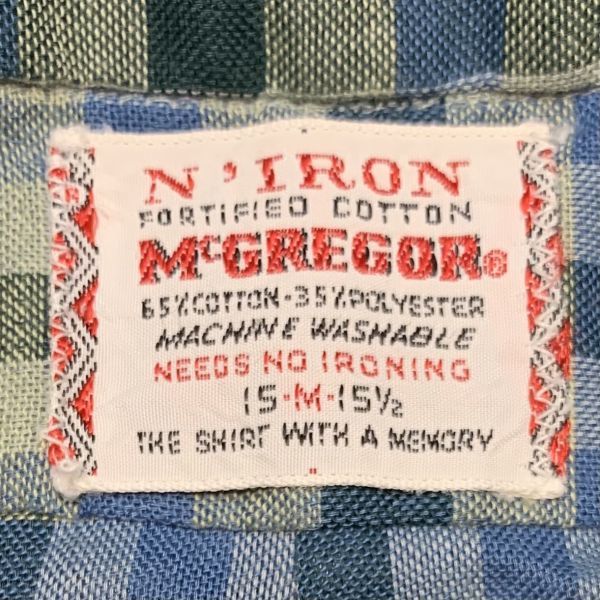 N'IRON
FORTIFIED COTTON
McGREGOR®
65%COTTON-35%POLYESTER
MACHINE WASHABLE
NEEDS NO IRONING
15-M-15½
THE SHIRT WITH A MEMORY